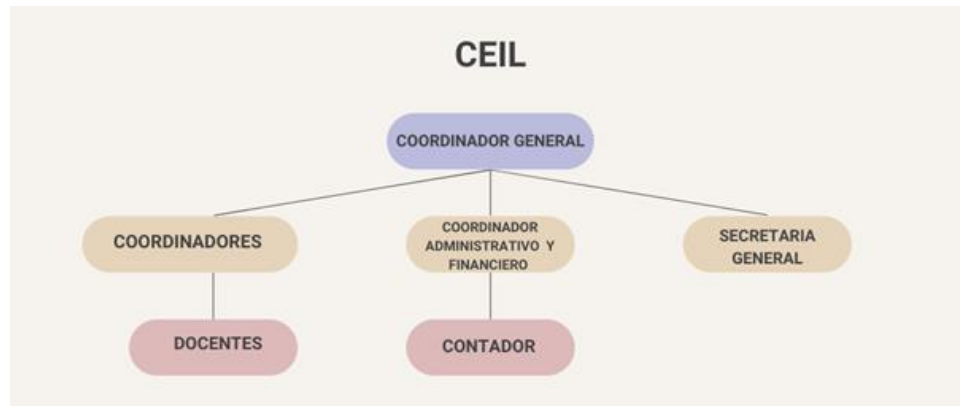 CEIL
COORDINADOR GENERAL
COORDINADORES
COORDINADOR
ADMINISTRATIVO Y
FINANCIERO
SECRETARIA
GENERAL
DOCENTES
CONTADOR